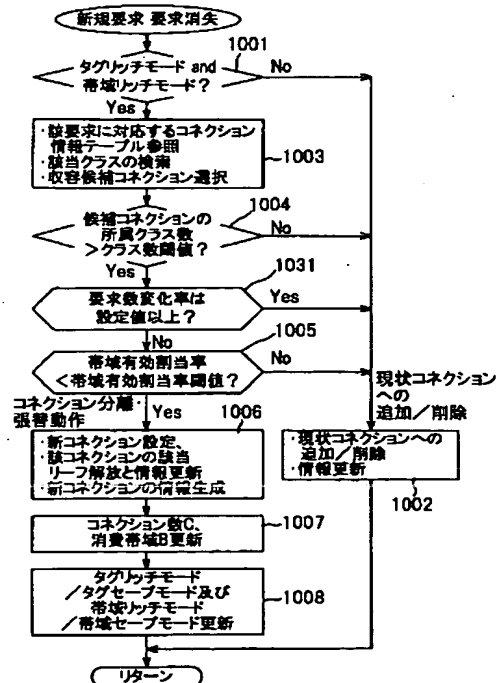 新規要求 要求消失
1001
タグリッチモード and
帯域リッチモード?
No
Yes
・該要求に対応するコネクション
情報テーブル参照
・該当クラスの検索
・収容候補コネクション選択
1003
1004
候補コネクションの
所属クラス数
>クラス数閾値?
No
Yes
1031
要求数変化率は
設定値以上?
Yes
No
1005
帯域有効割当率
<帯域有効割当率閾値?
No
コネクション分離・
張替動作
Yes
1006
・新コネクション設定、
・該コネクションの該当
リーフ解放と情報更新
・新コネクションの情報生成
現状コネクション
への
追加/削除
・現状コネクションへの
追加/削除
・情報更新
1002
コネクション数C、
消費帯域B更新
1007
タグリッチモード
/タグセーブモード及び
帯域リッチモード
/帯域セーブモード更新
1008
リターン